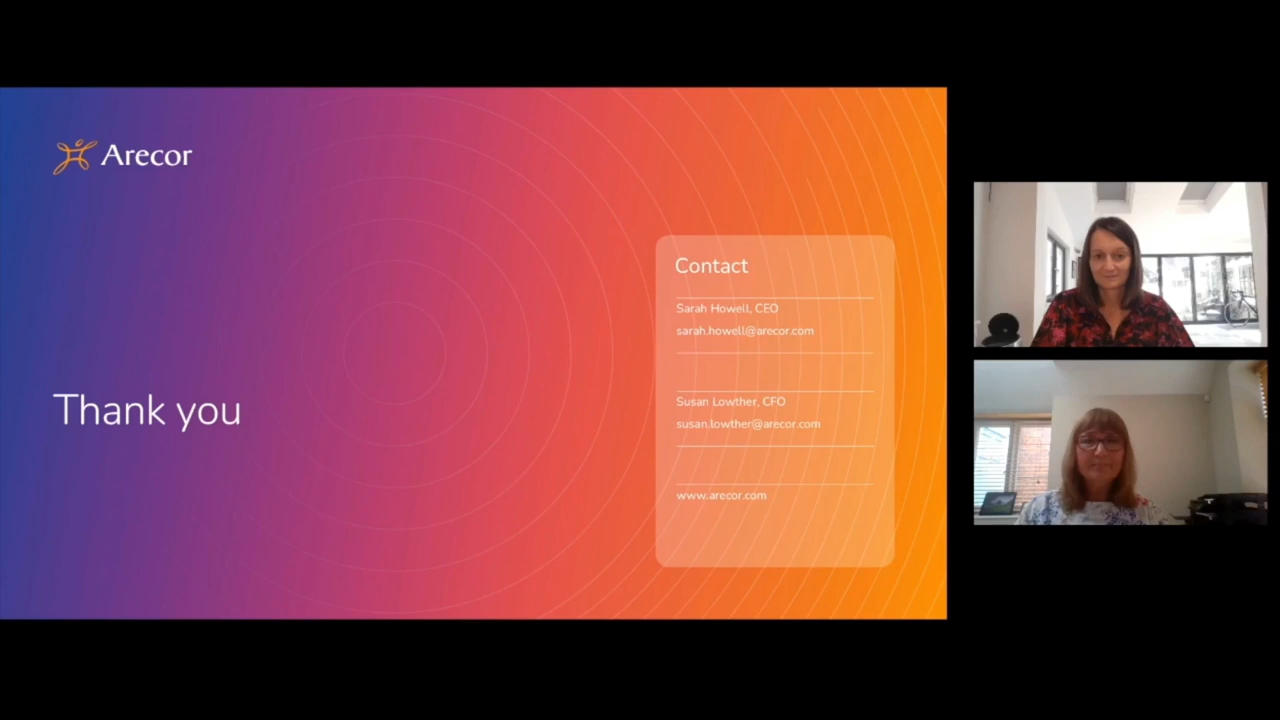 Arecor
Thank you
Contact
Sarah Howell, CEO
sarah.howell@arecor.com
Susan Lowther, CFO
susan.lowther@arecor.com
www.arecor.com